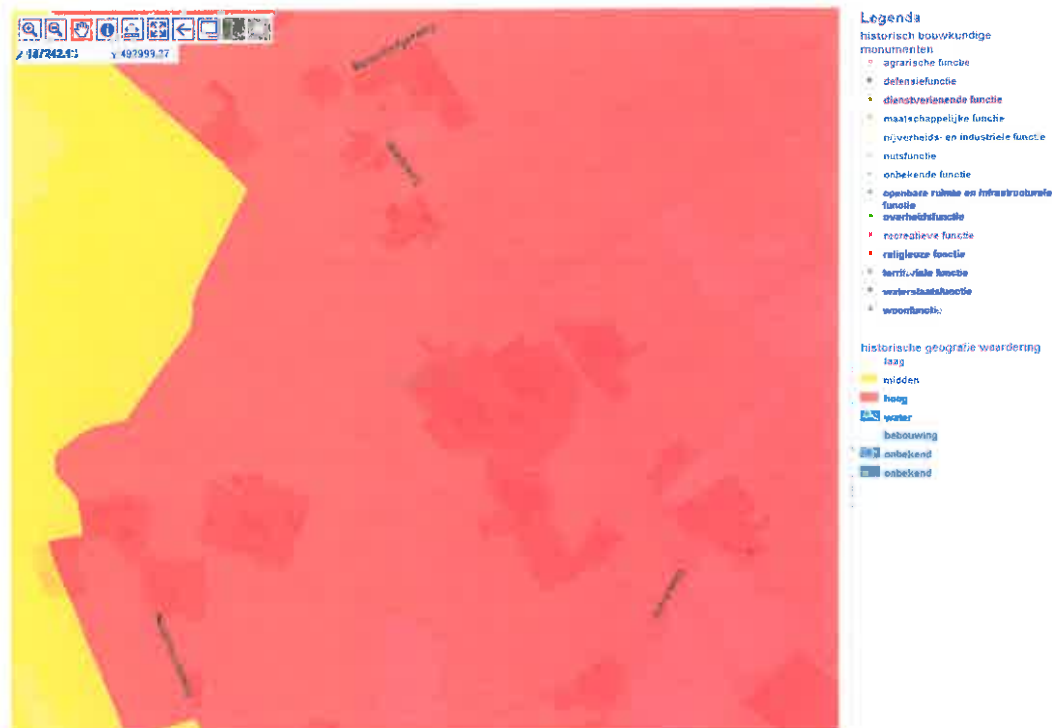 y 492999.27
Legenda
historisch bouwkundige
monumenten
agrarische functie
defensiefunctie
dienstverlenende functie
maatschappelijke functie
nijverheids- en industriele functie
nutsfunctie
onbekende functie
openbare ruimte en infrastructurele
functie
overheidsfunctie
recreatieve functie
religieuze functie
territoriale functie
waterstaatsfunctie
woonfunctie
historische geografie waardering
laag
midden
hoog
water
bebouwing
onbekend
onbekend